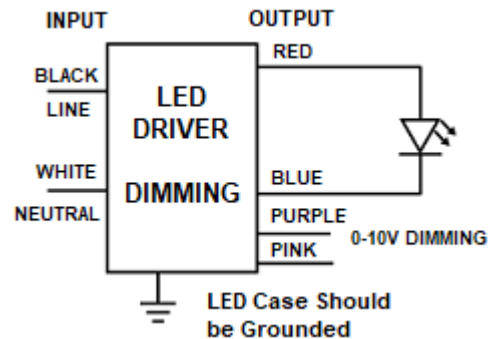 INPUT
OUTPUT
BLACK
LINE
WHITE
NEUTRAL
LED
DRIVER
DIMMING
RED
BLUE
PURPLE
PINK
0-10V DIMMING
LED Case Should
be Grounded